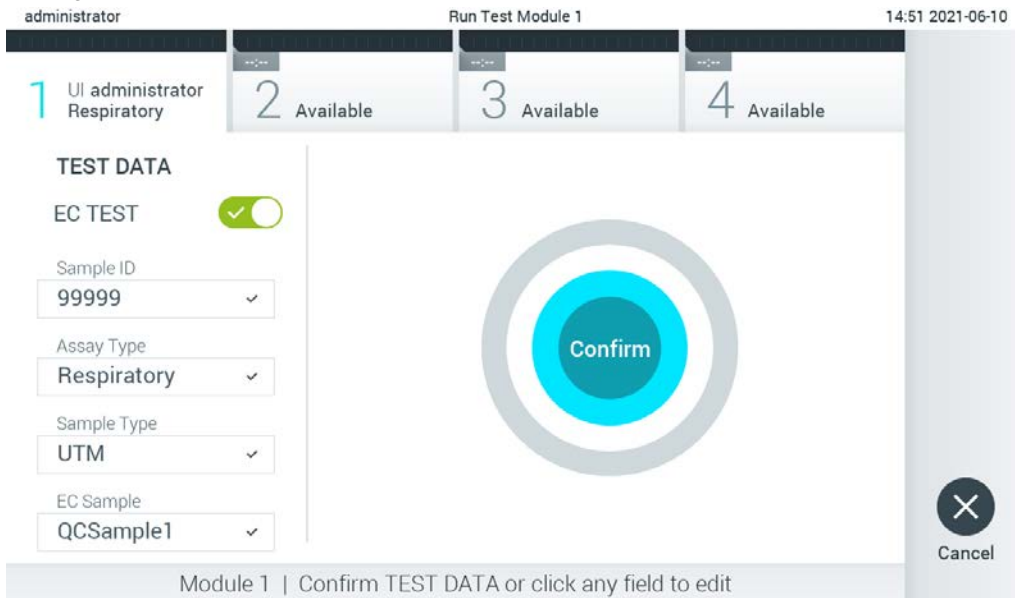 administrator Run Test Module 1 14:51 2021-06-10
--:-- --:-- --:--
1 UI administrator 2 Available 3 Available 4 Available
Respiratory
TEST DATA
EC TEST
Sample ID
99999
Assay Type
Respiratory
Confirm
Sample Type
UTM
EC Sample
QCSample1
Cancel
Module 1 | Confirm TEST DATA or click any field to edit